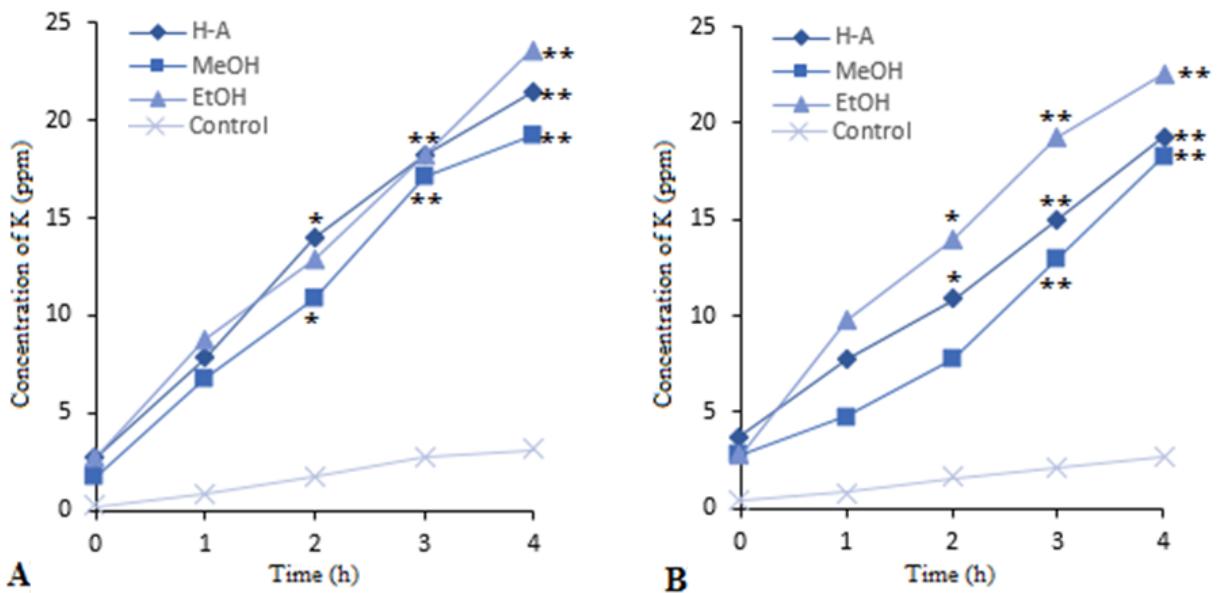 25
20
15
10
5
0
Concentration of K (ppm)
H-A
MeOH
EtOH
Control
*
*
**
**
**
**
**
0 1 2 3 4
Time (h)
A
25
20
15
10
5
0
Concentration of K (ppm)
H-A
MeOH
EtOH
Control
*
*
**
**
**
**
**
**
0 1 2 3 4
Time (h)
B